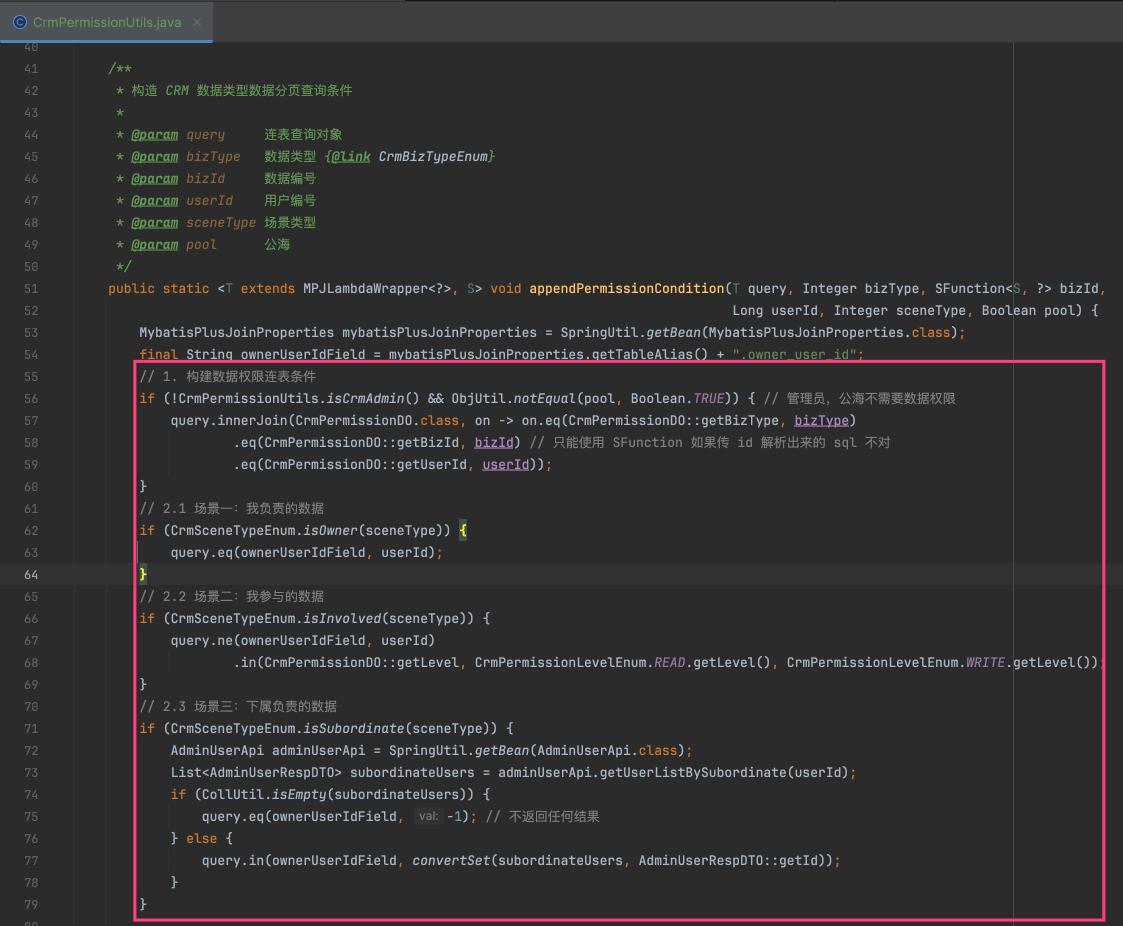 CrmPermissionUtils.java
40
41 /**
42 * 构造 CRM 数据类型数据分页查询条件
43 *
44 * @param query 连表查询对象
45 * @param bizType 数据类型 {@link CrmBizTypeEnum}
46 * @param bizId 数据编号
47 * @param userId 用户编号
48 * @param sceneType 场景类型
49 * @param pool 公海
50 */
51 public static <T extends MPJLambdaWrapper<?>, S> void appendPermissionCondition(T query, Integer bizType, SFunction<S, ?> bizId,
52 Long userId, Integer sceneType, Boolean pool) {
53 MybatisPlusJoinProperties mybatisPlusJoinProperties = SpringUtil.getBean(MybatisPlusJoinProperties.class);
54 final String ownerUserIdField = mybatisPlusJoinProperties.getTableAlias() + ".owner_user_id";
55 // 1. 构建数据权限连表条件
56 if (!CrmPermissionUtils.isCrmAdmin() && ObjUtil.notEqual(pool, Boolean.TRUE)) { // 管理员，公海不需要数据权限
57 query.innerJoin(CrmPermissionDO.class, on -> on.eq(CrmPermissionDO::getBizType, bizType)
58 .eq(CrmPermissionDO::getBizId, bizId) // 只能使用 SFunction 如果传 id 解析出来的 sql 不对
59 .eq(CrmPermissionDO::getUserId, userId));
60 }
61 // 2.1 场景一：我负责的数据
62 if (CrmSceneTypeEnum.isOwner(sceneType)) {
63 query.eq(ownerUserIdField, userId);
64 }
65 // 2.2 场景二：我参与的数据
66 if (CrmSceneTypeEnum.isInvolved(sceneType)) {
67 query.ne(ownerUserIdField, userId)
68 .in(CrmPermissionDO::getLevel, CrmPermissionLevelEnum.READ.getLevel(), CrmPermissionLevelEnum.WRITE.getLevel());
69 }
70 // 2.3 场景三：下属负责的数据
71 if (CrmSceneTypeEnum.isSubordinate(sceneType)) {
72 AdminUserApi adminUserApi = SpringUtil.getBean(AdminUserApi.class);
73 List<AdminUserRespDTO> subordinateUsers = adminUserApi.getUserListBySubordinate(userId);
74 if (CollUtil.isEmpty(subordinateUsers)) {
75 query.eq(ownerUserIdField, val: -1); // 不返回任何结果
76 } else {
77 query.in(ownerUserIdField, convertSet(subordinateUsers, AdminUserRespDTO::getId));
78 }
79 }
80